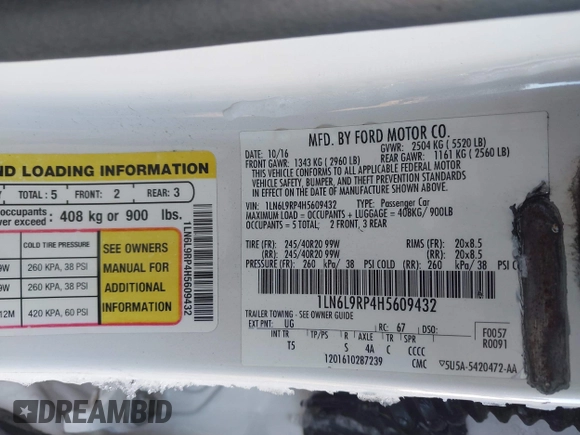 ND LOADING INFORMATION
TOTAL: 5 FRONT: 2 REAR: 3
occupants
ver exceed: 408 kg or 900 lbs.
COLD TIRE PRESSURE
260 KPA, 38 PSI
260 KPA, 38 PSI
2M 420 KPA, 60 PSI
SEE OWNERS
MANUAL FOR
ADDITIONAL
INFORMATION
1LN6L9RP4H5609432
MFD. BY FORD MOTOR CO.
10/16 GVWR: 2504 KG ( 5520 LB)
FRONT GAWR: 1343 KG ( 2960 LB) REAR GAWR: 1161 KG ( 2560 LB)
THIS VEHICLE CONFORMS TO ALL APPLICABLE FEDERAL MOTOR
VEHICLE SAFETY, BUMPER, AND THEFT PREVENTION STANDARDS
IN EFFECT ON THE DATE OF MANUFACTURE SHOWN ABOVE.
VIN: 1LN6L9RP4H5609432 TYPE: Passenger Car
MAXIMUM LOAD = OCCUPANTS + LUGGAGE = 408KG/ 900LB
OCCUPANTS = 5 TOTAL: 2 FRONT, 3 REAR
TIRE (FR): 245/40R20 99W RIMS (FR): 20x8.5
TIRE (RR): 245/40R20 99W RIMS (RR): 20x8.5
PRESSURE (FR): 260 kPa/ 38 PSI COLD (RR): 260 kPa/ 38 PSI COLD
1LN6L9RP4H5609432
TRAILER TOWING - SEE OWNER GUIDE
EXT PNT: UG RC: 67 DSO: F0057
INT TR TP/PS R AXLE TR SPR R0091
T5 S 4A C CCCC
1201610287239 CMC 5U5A-5420472-AA
DREAMBID